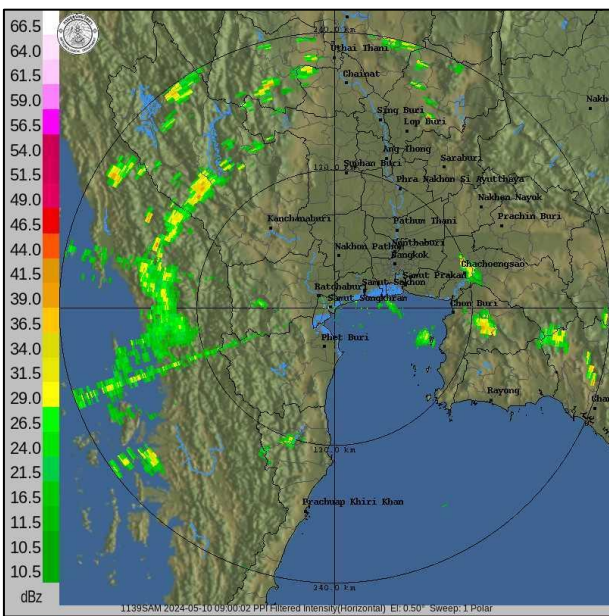 66.5
64.0
61.5
59.0
56.5
54.0
51.5
49.0
46.5
44.0
41.5
39.0
36.5
34.0
31.5
29.0
26.5
24.0
21.5
16.5
11.5
10.5
10.5
dBz
240.0 km
Uthai Thani
Chainat
Nakho
Sing Buri
Lop Buri
Ang Thong
120.0 km
Suphan Buri
Saraburi
Phra Nakhon Si Ayutthaya
Nakhon Nayok
Kanchanaburi
Pathum Thani
Prachin Buri
Nonthaburi
Nakhon Pathom
Bangkok
Chachoengsao
Samut Prakan
Ratchaburi
Samut Sakhon
Samut Songkhram
Chon Buri
Phet Buri
Rayong
Chan
120.0 km
Prachuap Khiri Khan
240.0 km
1139SAM 2024-05-10 09:00:02 PPI Filtered Intensity(Horizontal) El: 0.50° Sweep: 1 Polar